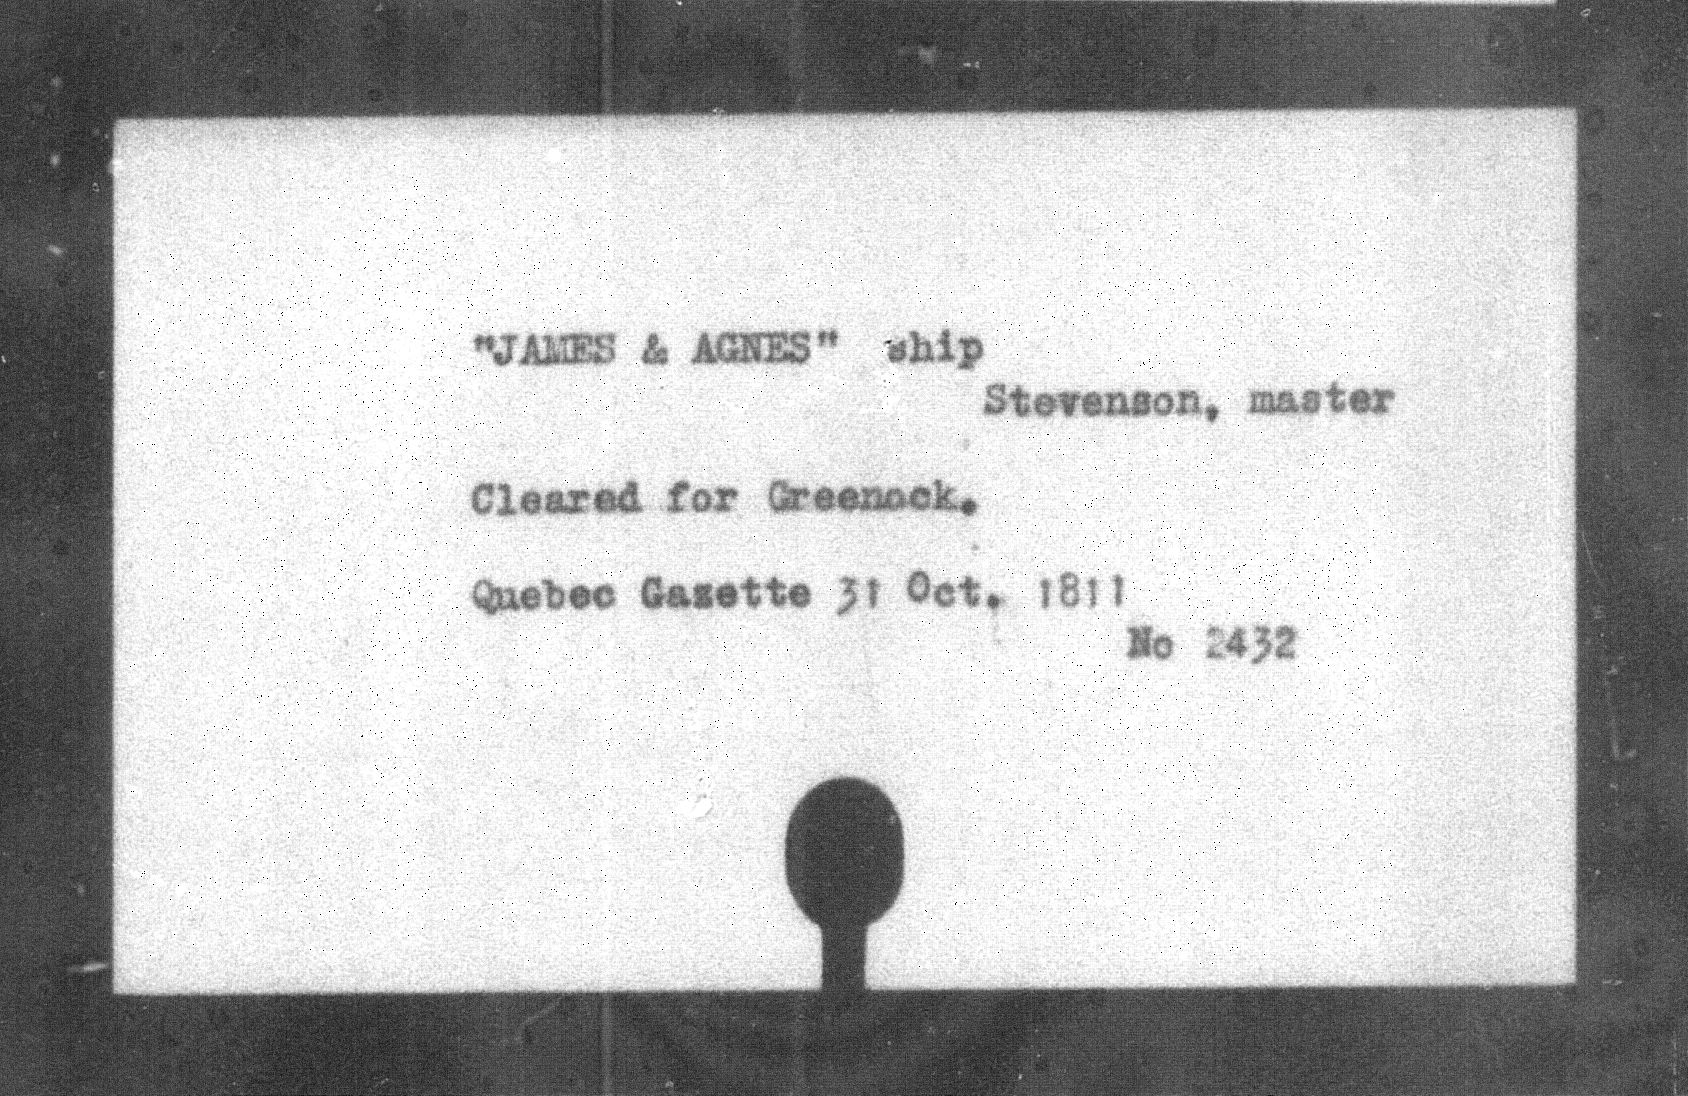 "JAMES & AGNES" ship
Stevenson, master
Cleared for Greenock.
Quebec Gazette 31 Oct. 1811
No 2432